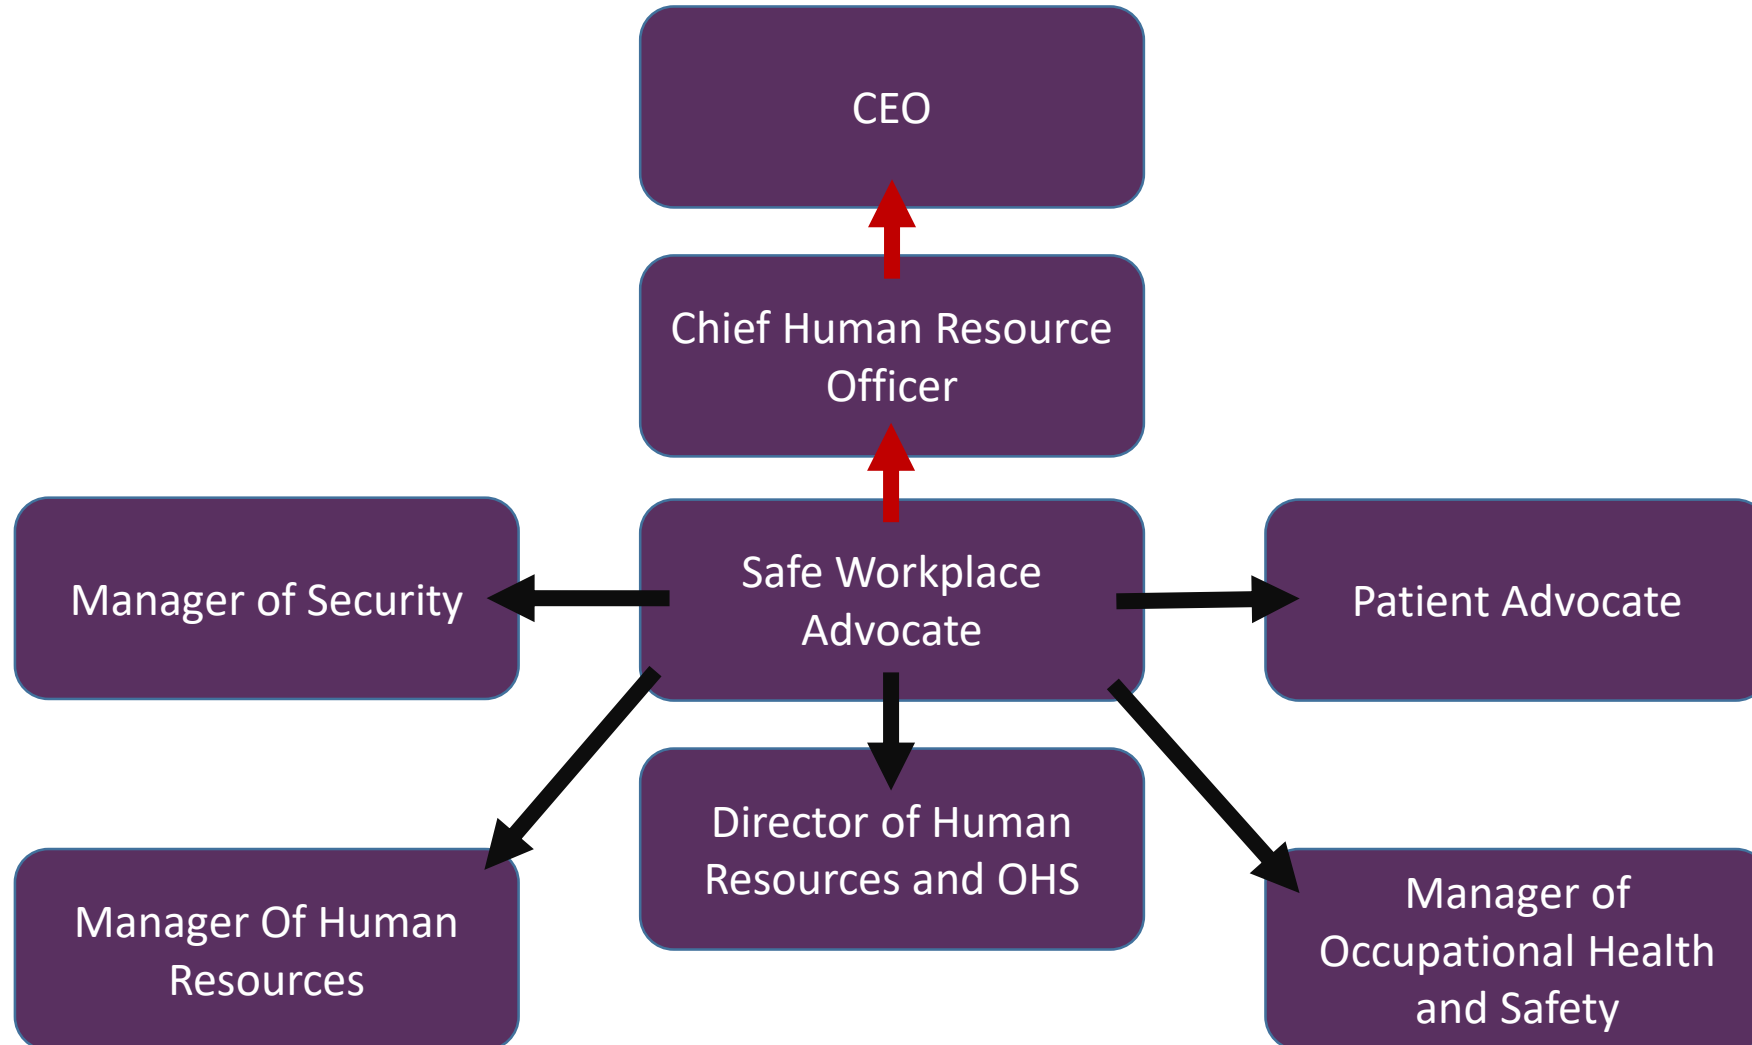 CEO
Chief Human Resource
Officer
Manager of Security
Safe Workplace
Advocate
Patient Advocate
Manager Of Human
Resources
Director of Human
Resources and OHS
Manager of
Occupational Health
and Safety